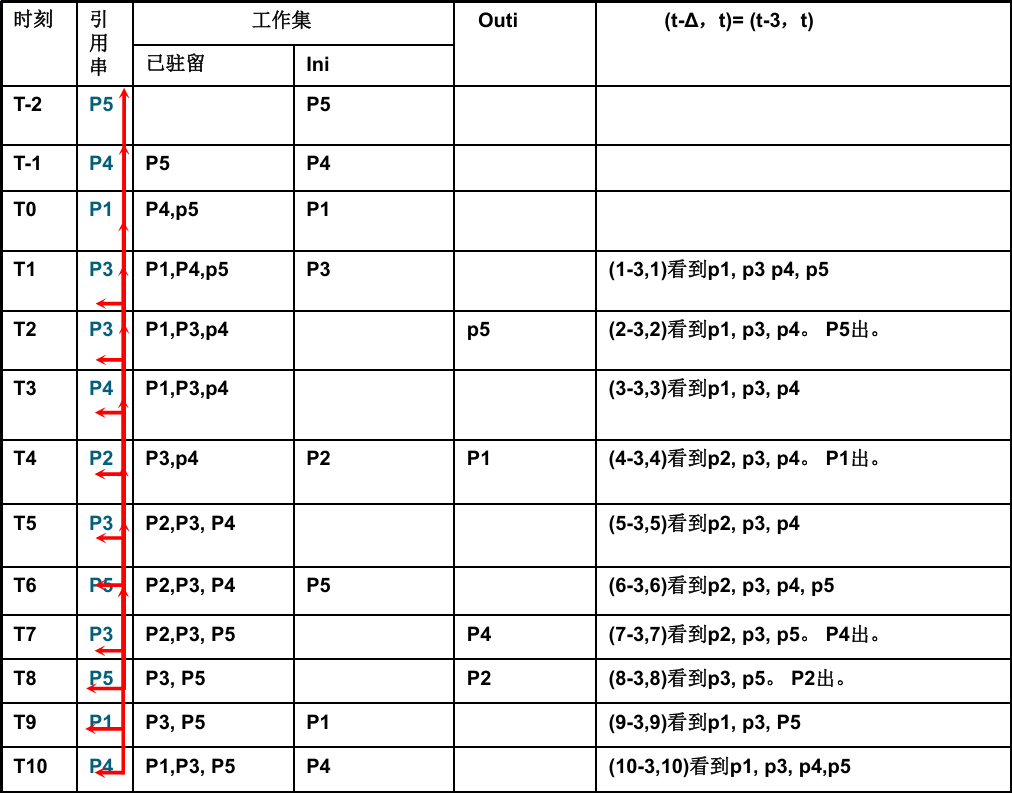 时刻 引用串 工作集 Outi (t-Δ，t)= (t-3，t)
已驻留 Ini
T-2 P5 P5
T-1 P4 P5 P4
T0 P1 P4,p5 P1
T1 P3 P1,P4,p5 P3 (1-3,1)看到p1, p3 p4, p5
T2 P3 P1,P3,p4 p5 (2-3,2)看到p1, p3, p4。 P5出。
T3 P4 P1,P3,p4 (3-3,3)看到p1, p3, p4
T4 P2 P3,p4 P2 P1 (4-3,4)看到p2, p3, p4。 P1出。
T5 P3 P2,P3, P4 (5-3,5)看到p2, p3, p4
T6 P5 P2,P3, P4 P5 (6-3,6)看到p2, p3, p4, p5
T7 P3 P2,P3, P5 P4 (7-3,7)看到p2, p3, p5。 P4出。
T8 P5 P3, P5 P2 (8-3,8)看到p3, p5。 P2出。
T9 P1 P3, P5 P1 (9-3,9)看到p1, p3, P5
T10 P4 P1,P3, P5 P4 (10-3,10)看到p1, p3, p4,p5